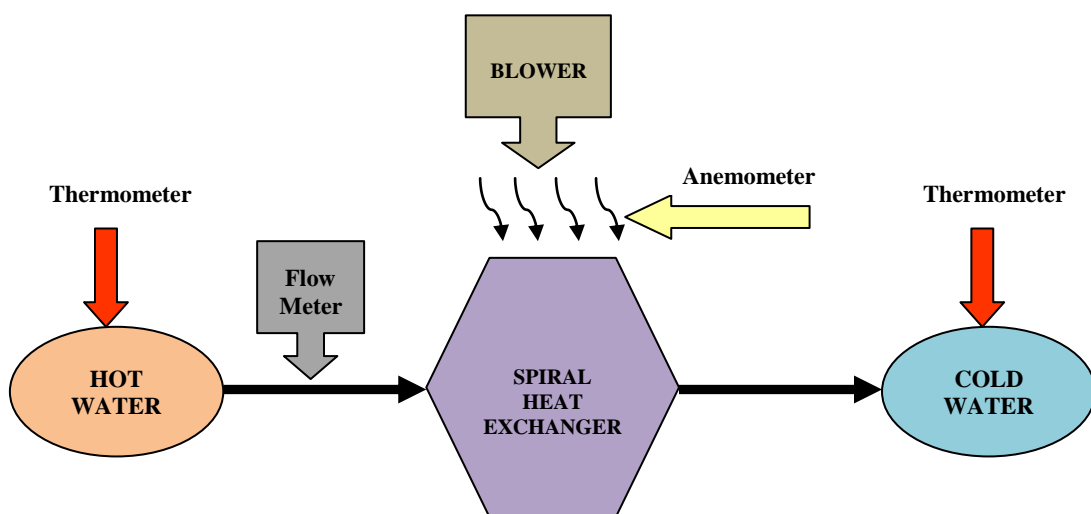 BLOWER
Thermometer
Anemometer
Thermometer
Flow
Meter
HOT
WATER
SPIRAL
HEAT
EXCHANGER
COLD
WATER